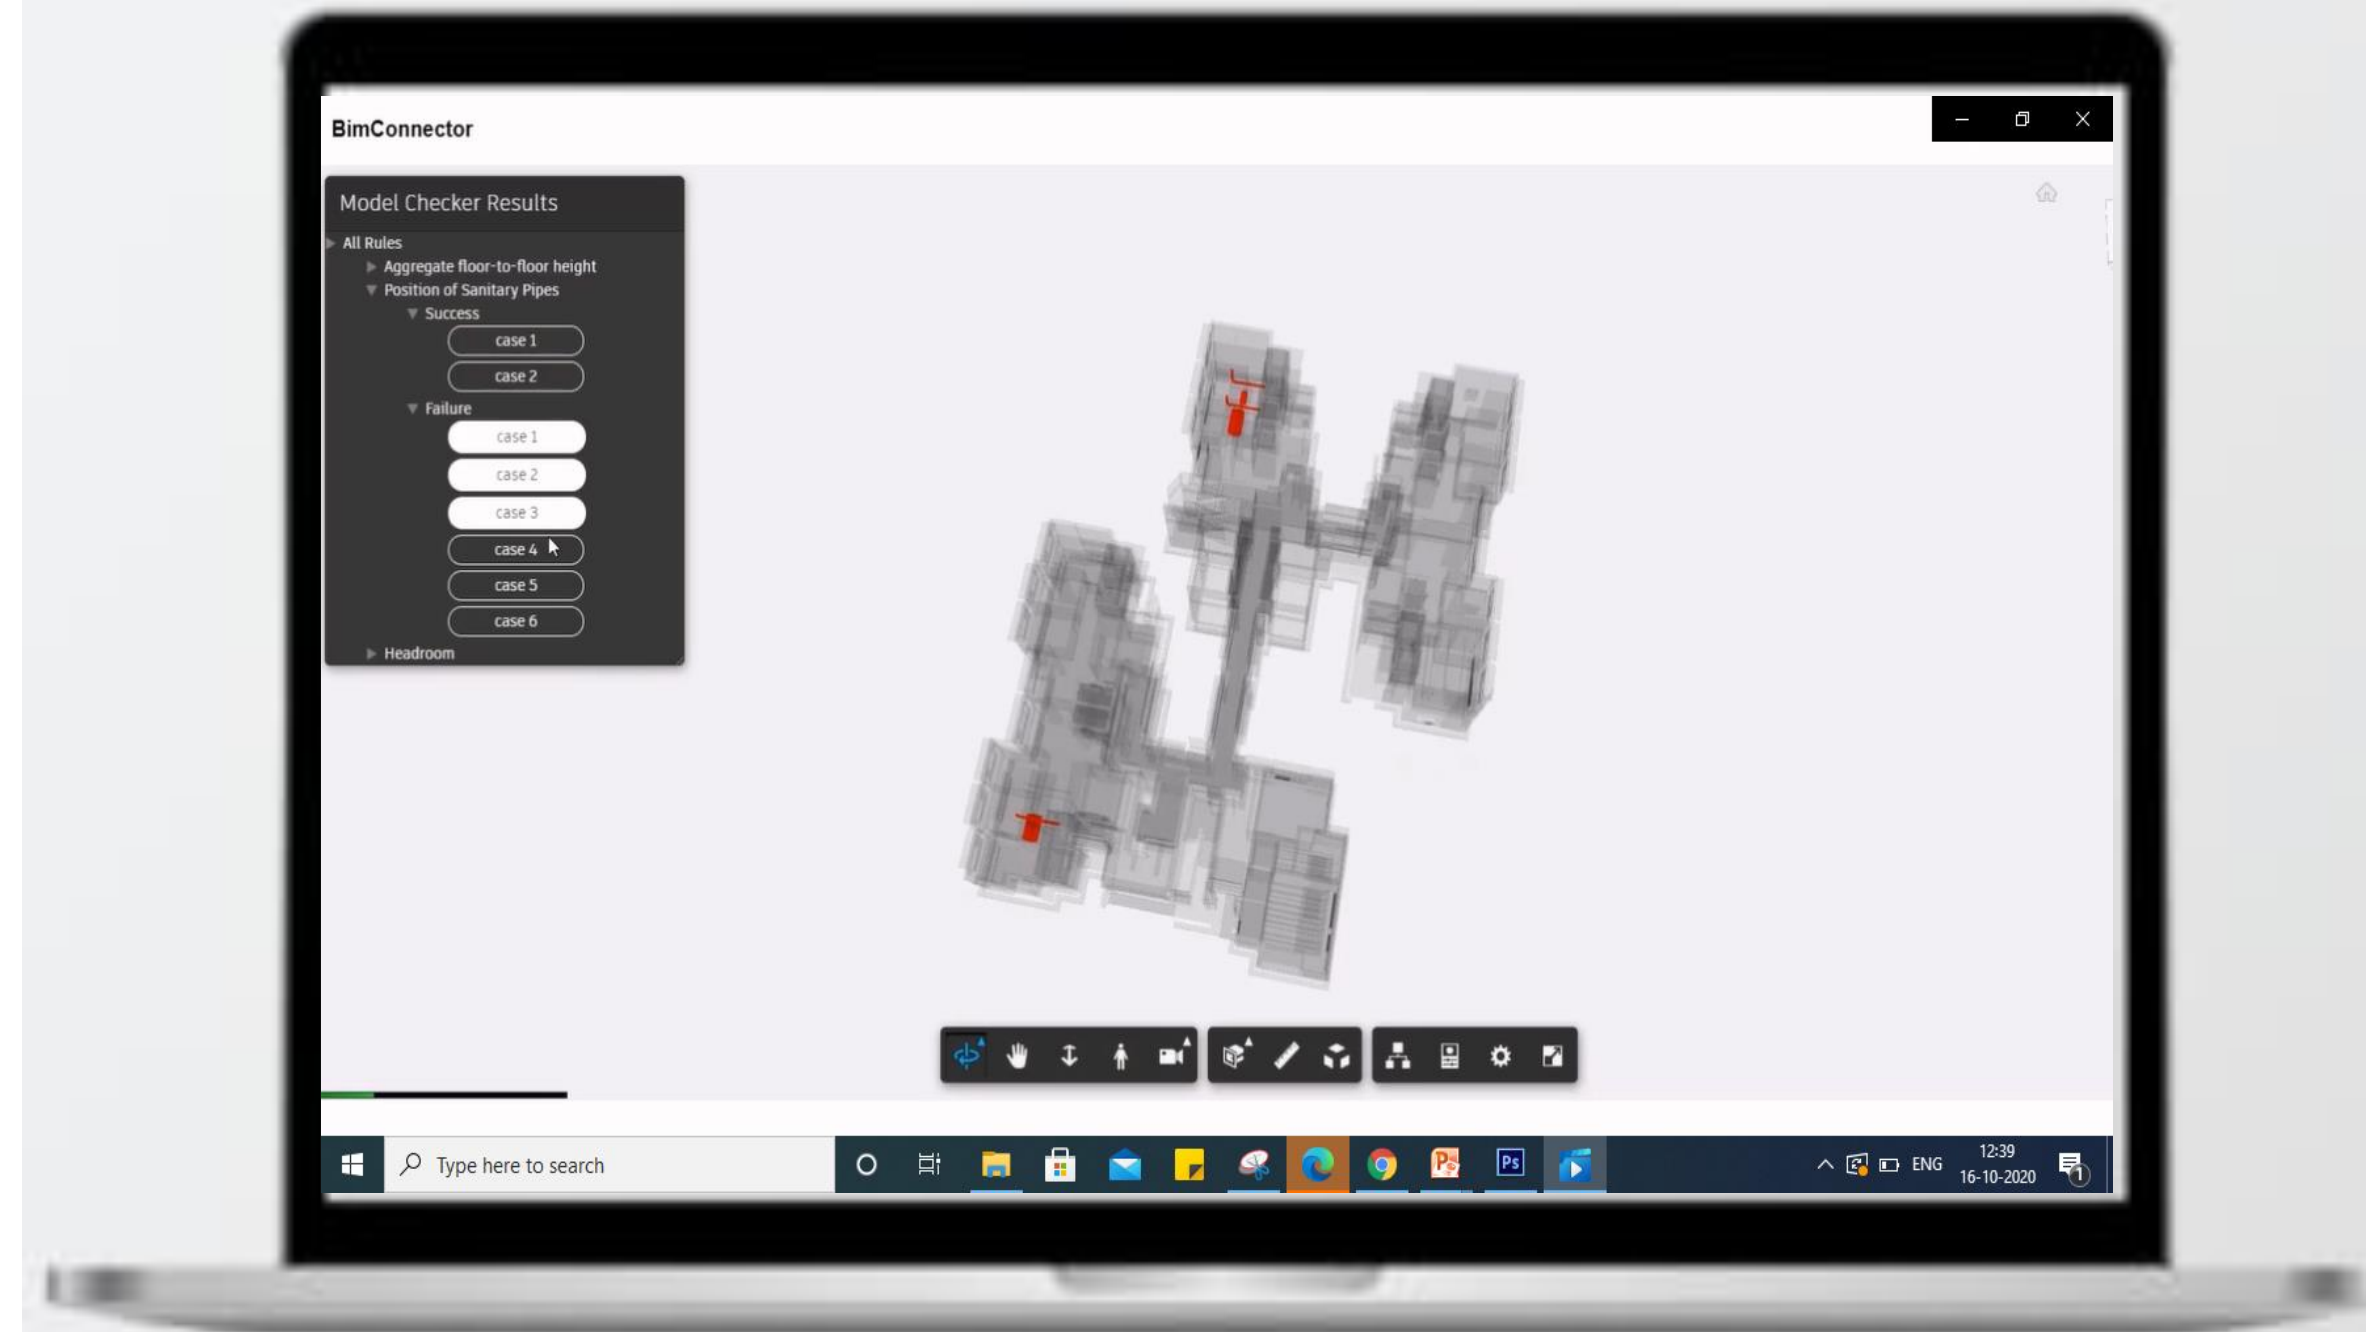 BimConnector
Model Checker Results
All Rules
Aggregate floor-to-floor height
Position of Sanitary Pipes
Success
case 1
case 2
Failure
case 1
case 2
case 3
case 4
case 5
case 6
Headroom
Type here to search
Ps
ENG
12:39
16-10-2020
1